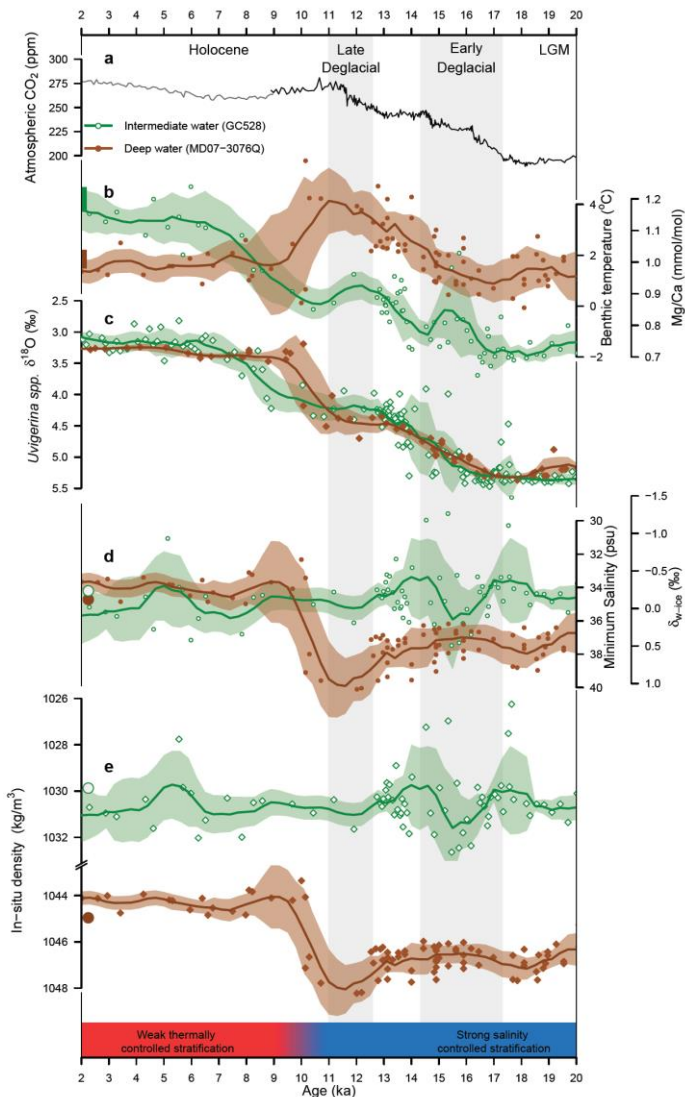 2 3 4 5 6 7 8 9 10 11 12 13 14 15 16 17 18 19 20
Atmospheric CO2 (ppm)
300
275
250
225
200
a
Holocene
Late
Deglacial
Early
Deglacial
LGM
Intermediate water (GC528)
Deep water (MD07−3076Q)
b
4
2
0
−2
Benthic temperature (°C)
1.2
1.1
1.0
0.9
0.8
0.7
Mg/Ca (mmol/mol)
c
2.5
3.0
3.5
4.0
4.5
5.0
5.5
Uvigerina spp. δ18O (‰)
d
30
32
34
36
38
40
Minimum Salinity (psu)
−1.5
−1.0
−0.5
0.0
0.5
1.0
δw−ice (‰)
e
1026
1028
1030
1032
1044
1046
1048
In−situ density (kg/m3)
Weak thermally
controlled stratification
Strong salinity
controlled stratification
2 3 4 5 6 7 8 9 10 11 12 13 14 15 16 17 18 19 20
Age (ka)